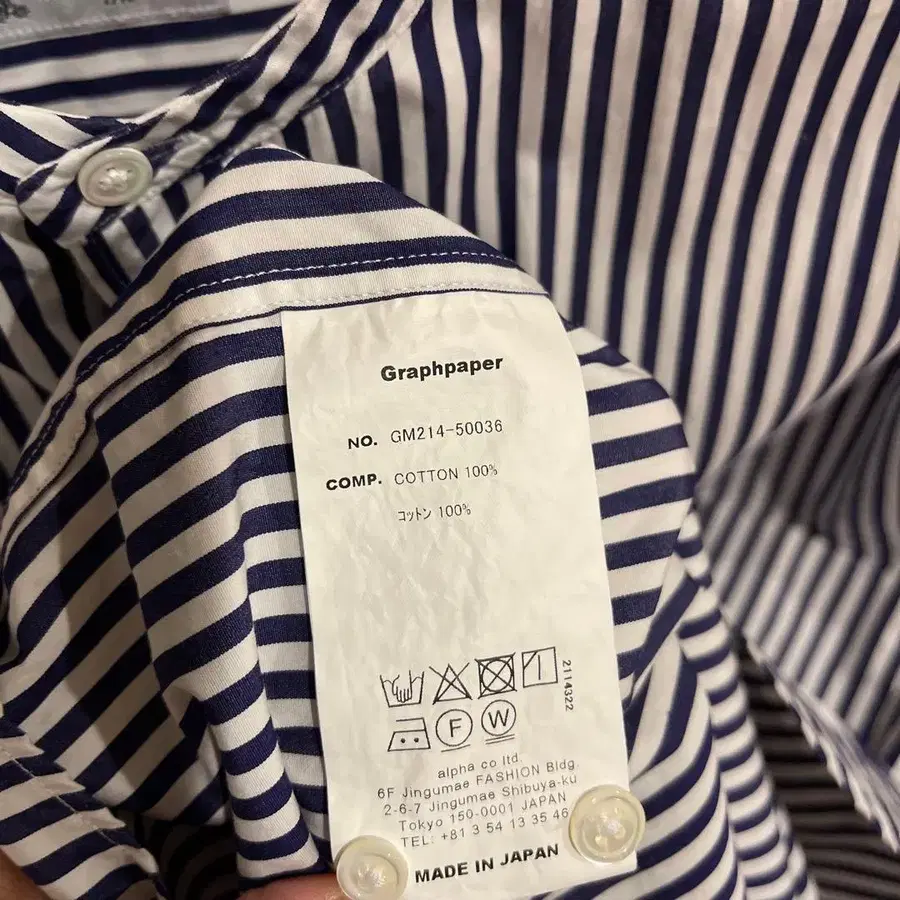 Graphpaper
NO. GM214-50036
COMP. COTTON 100%
コットン 100%
2114322
F W
alpha co ltd.
6F Jingumae FASHION Bldg.
2-6-7 Jingumae Shibuya-ku
Tokyo 150-0001 JAPAN
TEL: +81 3 54 13 35 46
MADE IN JAPAN